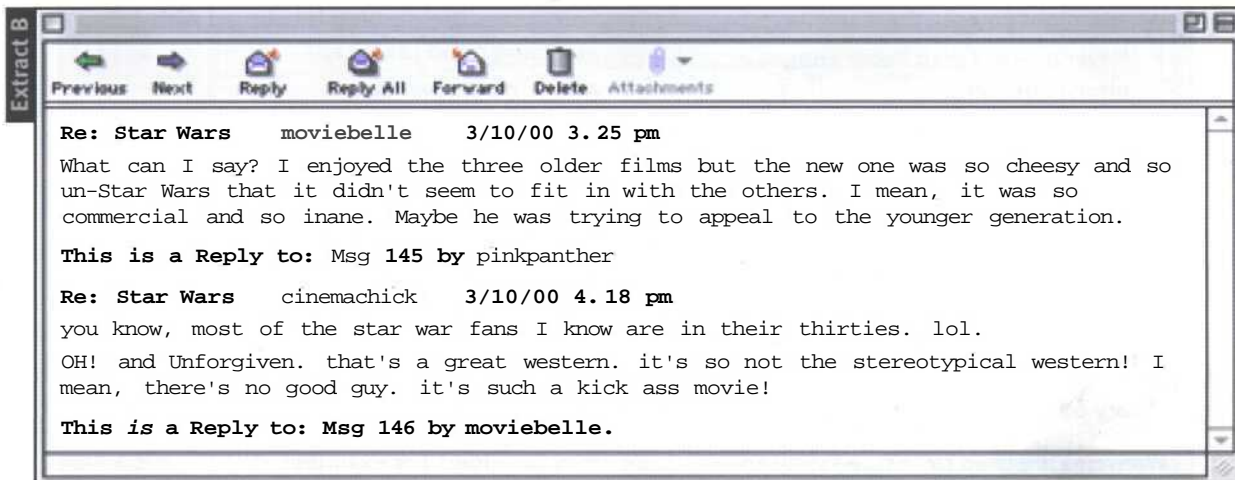 Extract B
Previous Next Reply Reply All Forward Delete Attachments
Re: Star Wars moviebelle 3/10/00 3.25 pm
What can I say? I enjoyed the three older films but the new one was so cheesy and so
un-Star Wars that it didn't seem to fit in with the others. I mean, it was so
commercial and so inane. Maybe he was trying to appeal to the younger generation.
This is a Reply to: Msg 145 by pinkpanther
Re: Star Wars cinemachick 3/10/00 4.18 pm
you know, most of the star war fans I know are in their thirties. lol.
OH! and Unforgiven. that's a great western. it's so not the stereotypical western! I
mean, there's no good guy. it's such a kick ass movie!
This is a Reply to: Msg 146 by moviebelle.